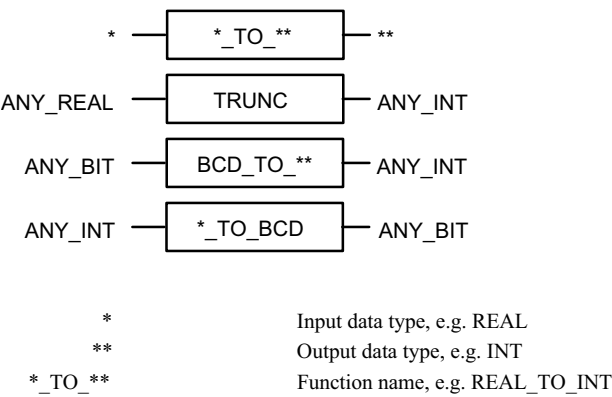 * *_TO_** **
ANY_REAL TRUNC ANY_INT
ANY_BIT BCD_TO_** ANY_INT
ANY_INT *_TO_BCD ANY_BIT
* Input data type, e.g. REAL
** Output data type, e.g. INT
*_TO_** Function name, e.g. REAL_TO_INT